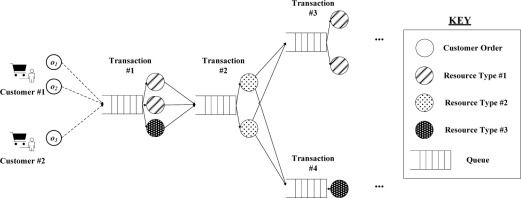 Transaction
#3
KEY
...
Customer Order
o1
Transaction
#1
Transaction
#2
Resource Type #1
Customer #1
o2
Resource Type #2
o3
Transaction
#4
Resource Type #3
Customer #2
...
Queue